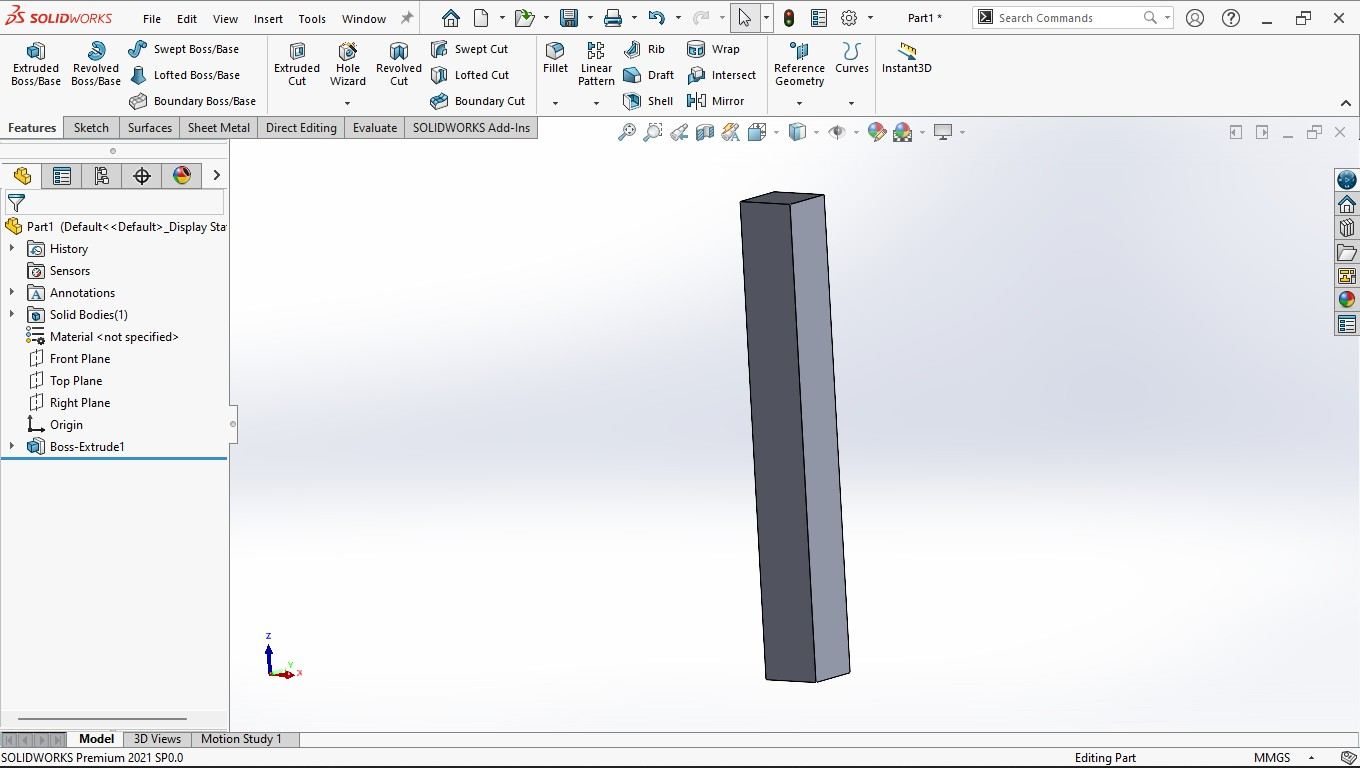 SOLIDWORKS File Edit View Insert Tools Window Part1 * Search Commands
Extruded Boss/Base
Revolved Boss/Base
Swept Boss/Base
Lofted Boss/Base
Boundary Boss/Base
Extruded Cut
Hole Wizard
Revolved Cut
Swept Cut
Lofted Cut
Boundary Cut
Fillet
Linear Pattern
Rib
Draft
Shell
Wrap
Intersect
Mirror
Reference Geometry
Curves
Instant3D
Features Sketch Surfaces Sheet Metal Direct Editing Evaluate SOLIDWORKS Add-Ins
Part1 (Default<<Default>_Display Sta
History
Sensors
Annotations
Solid Bodies(1)
Material <not specified>
Front Plane
Top Plane
Right Plane
Origin
Boss-Extrude1
Z
Y
X
Model 3D Views Motion Study 1
SOLIDWORKS Premium 2021 SP0.0 Editing Part MMGS